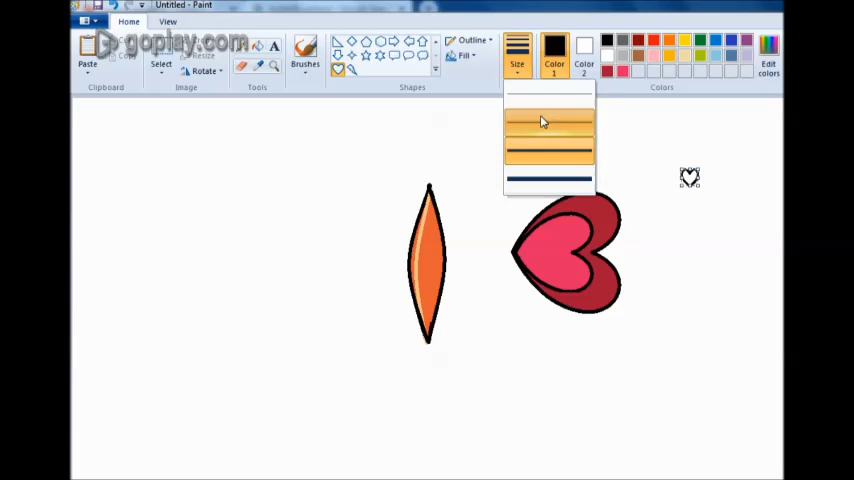 Untitled - Paint
Home
View
goplay.com
Paste
Select
Rotate
Brushes
Outline
Fill
Size
Color
1
Color
2
Edit
colors
Clipboard
Image
Tools
Shapes
Colors